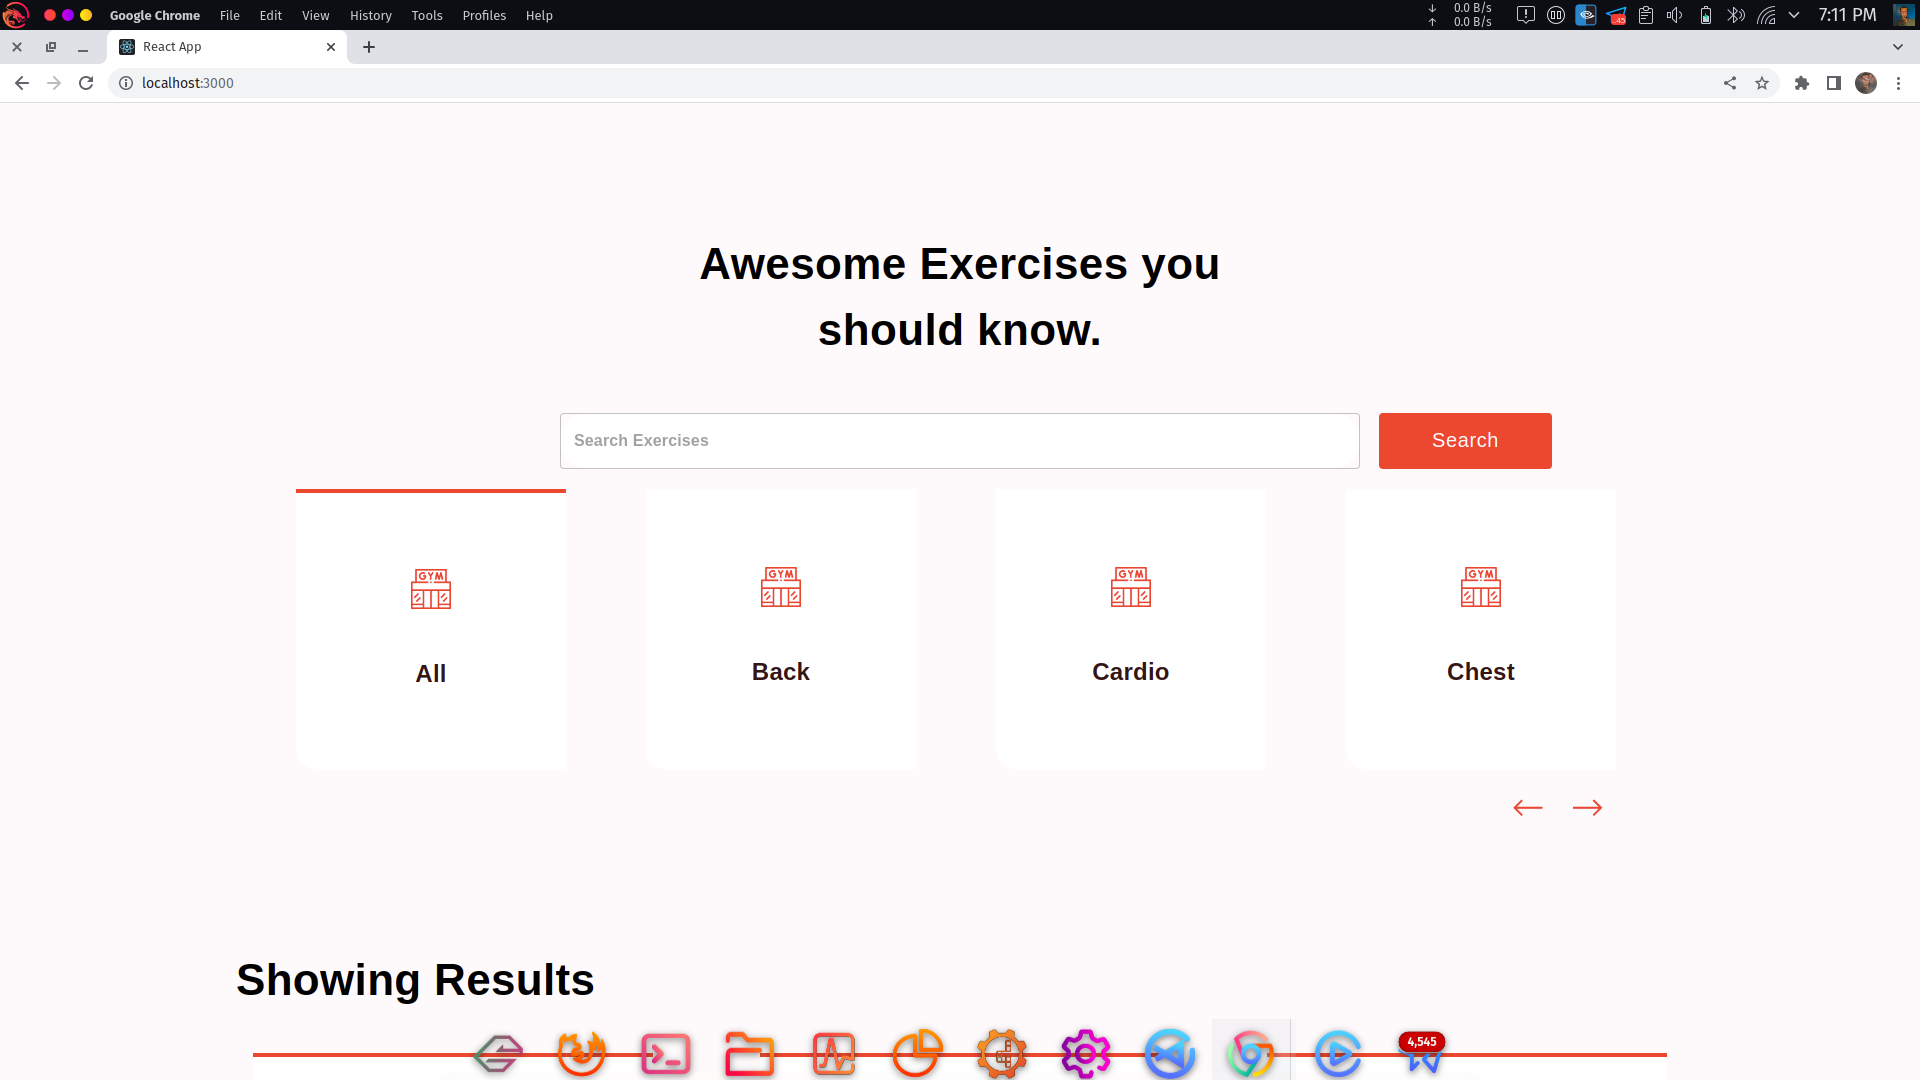 Google Chrome File Edit View History Tools Profiles Help
0.0 B/s
0.0 B/s
7:11 PM
React App
localhost:3000
Awesome Exercises you
should know.
Search Exercises
Search
GYM
GYM
GYM
GYM
All
Back
Cardio
Chest
Showing Results
4,545